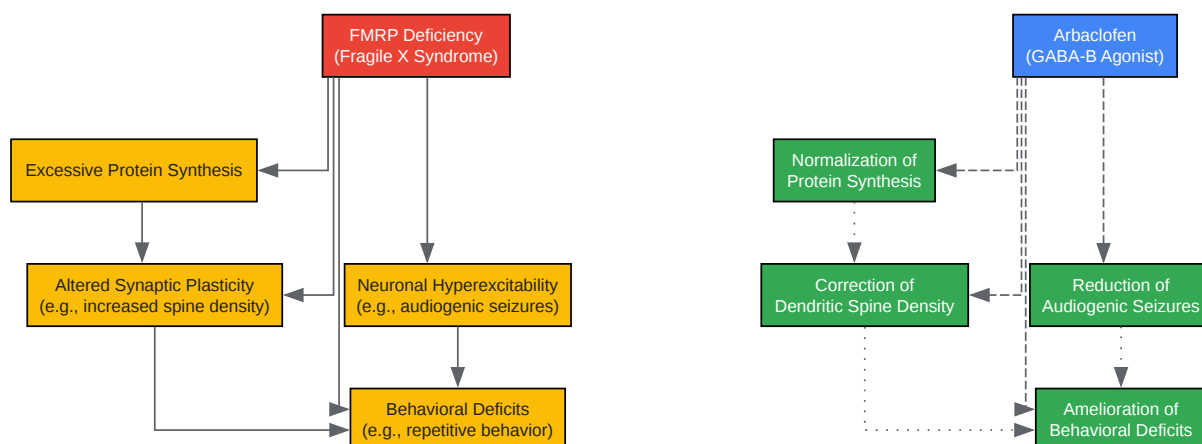 FMRP Deficiency
(Fragile X Syndrome)
Arbaclofen
(GABA-B Agonist)
Excessive Protein Synthesis
Normalization of
Protein Synthesis
Altered Synaptic Plasticity
(e.g., increased spine density)
Neuronal Hyperexcitability
(e.g., audiogenic seizures)
Correction of
Dendritic Spine Density
Reduction of
Audiogenic Seizures
Behavioral Deficits
(e.g., repetitive behavior)
Amelioration of
Behavioral Deficits